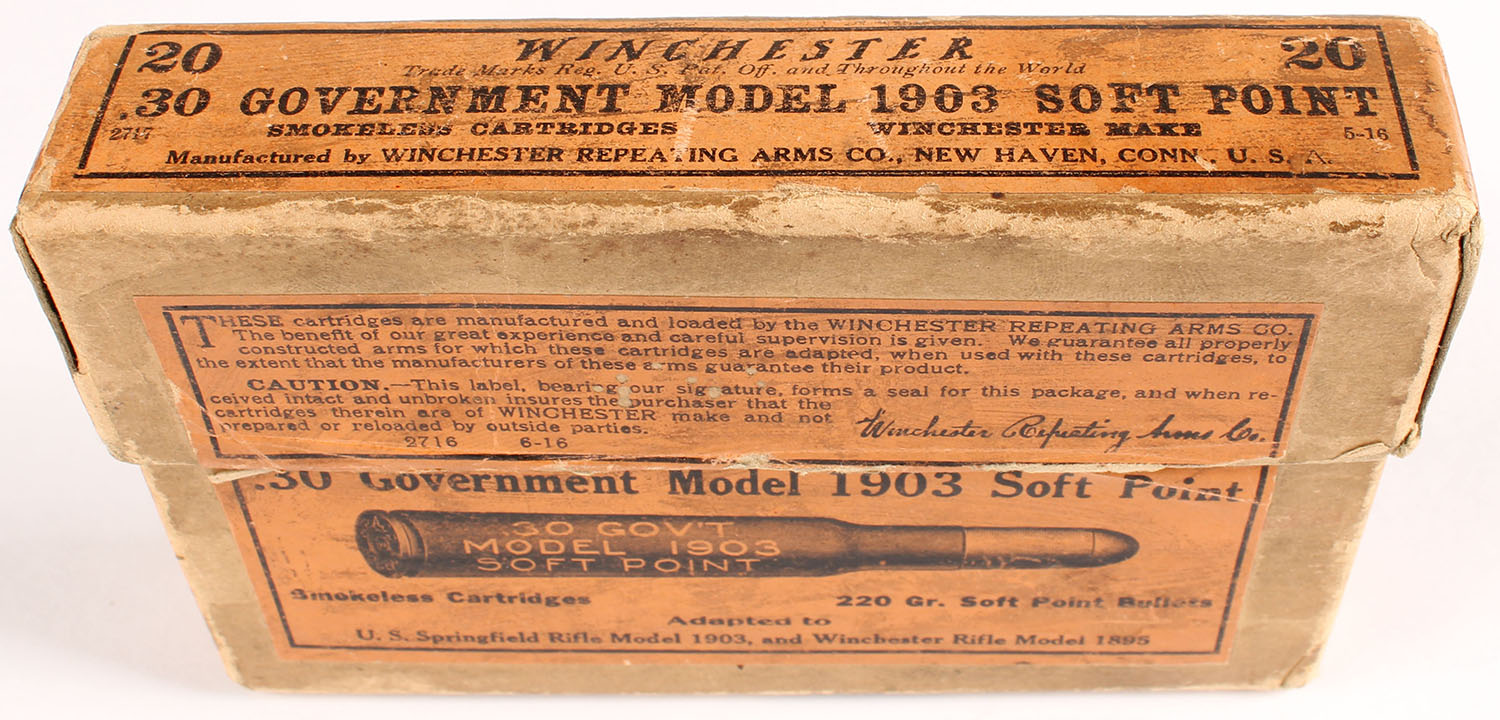 20 WINCHESTER 20
Trade Marks Reg. U. S. Pat. Off. and Throughout the World
.30 GOVERNMENT MODEL 1903 SOFT POINT
2717 SMOKELESS CARTRIDGES WINCHESTER MAKE 5-16
Manufactured by WINCHESTER REPEATING ARMS CO., NEW HAVEN, CONN., U. S. A.
THESE cartridges are manufactured and loaded by the WINCHESTER REPEATING ARMS CO.
The benefit of our great experience and careful supervision is given. We guarantee all properly
constructed arms for which these cartridges are adapted, when used with these cartridges, to
the extent that the manufacturers of these arms guarantee their product.
CAUTION.—This label, bearing our signature, forms a seal for this package, and when re-
ceived intact and unbroken insures the purchaser that the
cartridges therein are of WINCHESTER make and not
prepared or reloaded by outside parties.
Winchester Repeating Arms Co.
2716 6-16
.30 Government Model 1903 Soft Point
.30 GOV'T
MODEL 1903
SOFT POINT
Smokeless Cartridges 220 Gr. Soft Point Bullets
Adapted to
U. S. Springfield Rifle Model 1903, and Winchester Rifle Model 1895